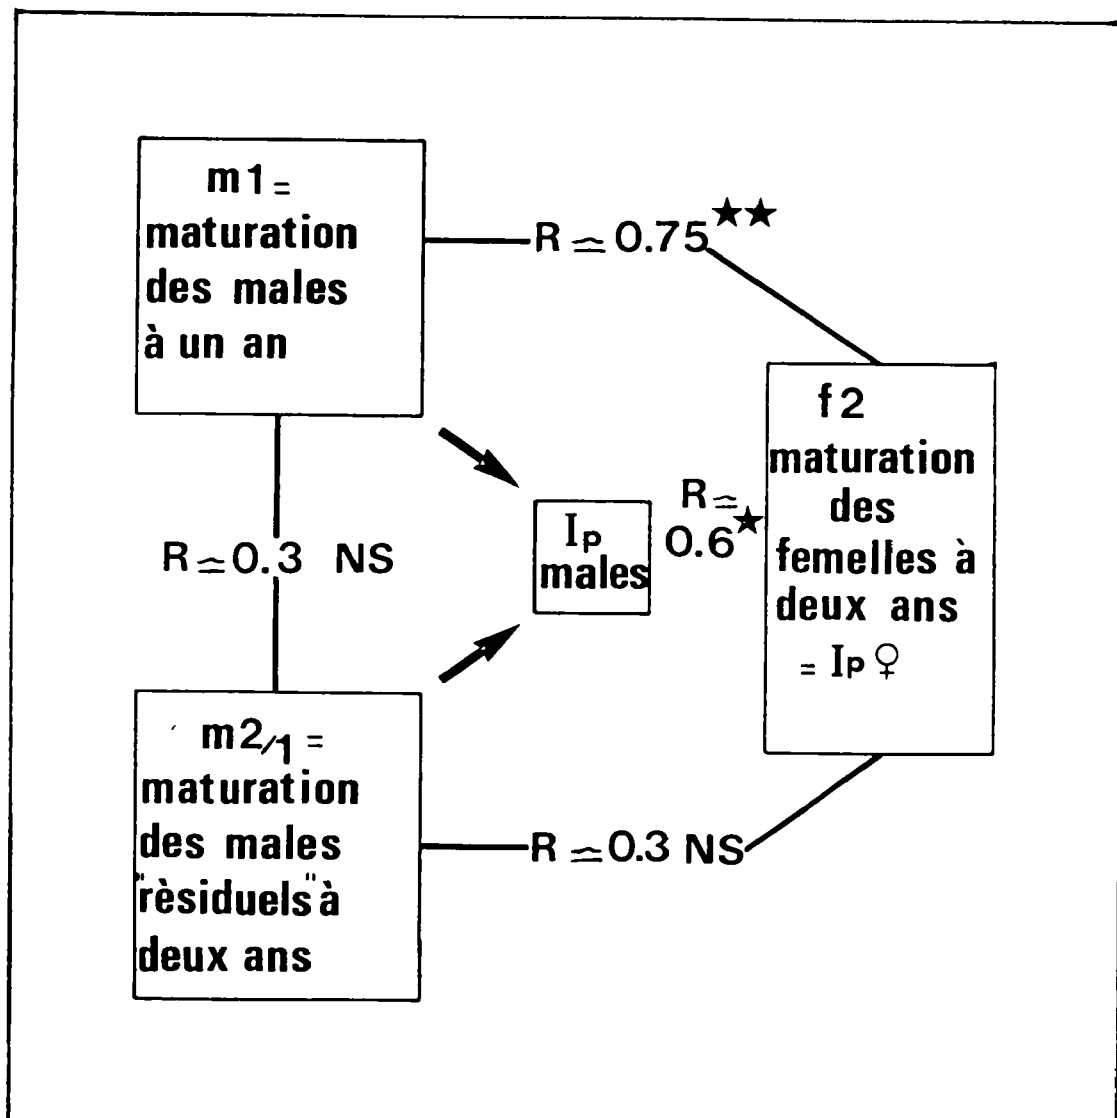 m1 =
maturation
des males
à un an
R ≃ 0.75★★
f2
maturation
des
femelles à
deux ans
= Ip ♀
Ip
males
R ≃
0.6★
R ≃ 0.3 NS
m2/1 =
maturation
des males
"rèsiduels" à
deux ans
R ≃ 0.3 NS